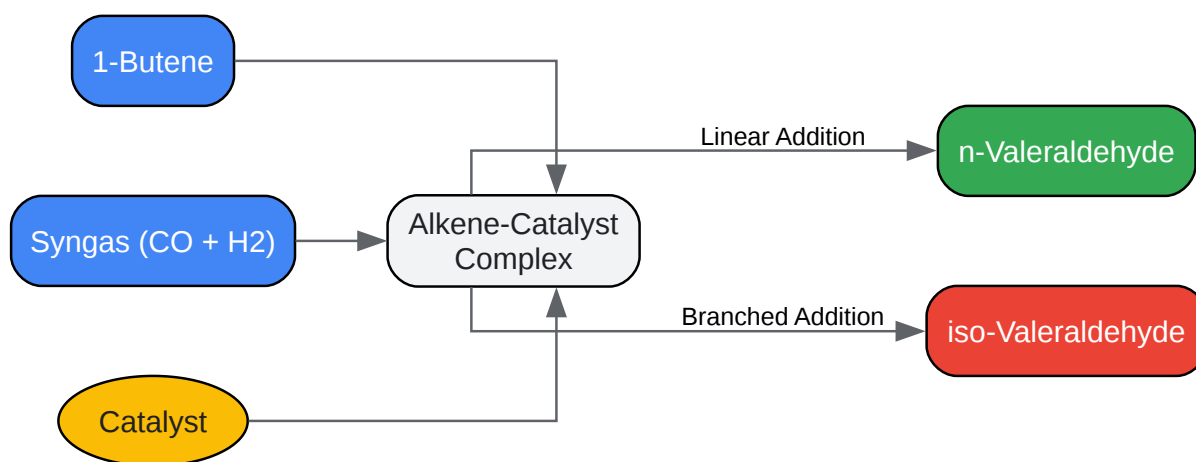 1-Butene
Linear Addition
n-Valeraldehyde
Syngas (CO + H2)
Alkene-Catalyst
Complex
Branched Addition
iso-Valeraldehyde
Catalyst